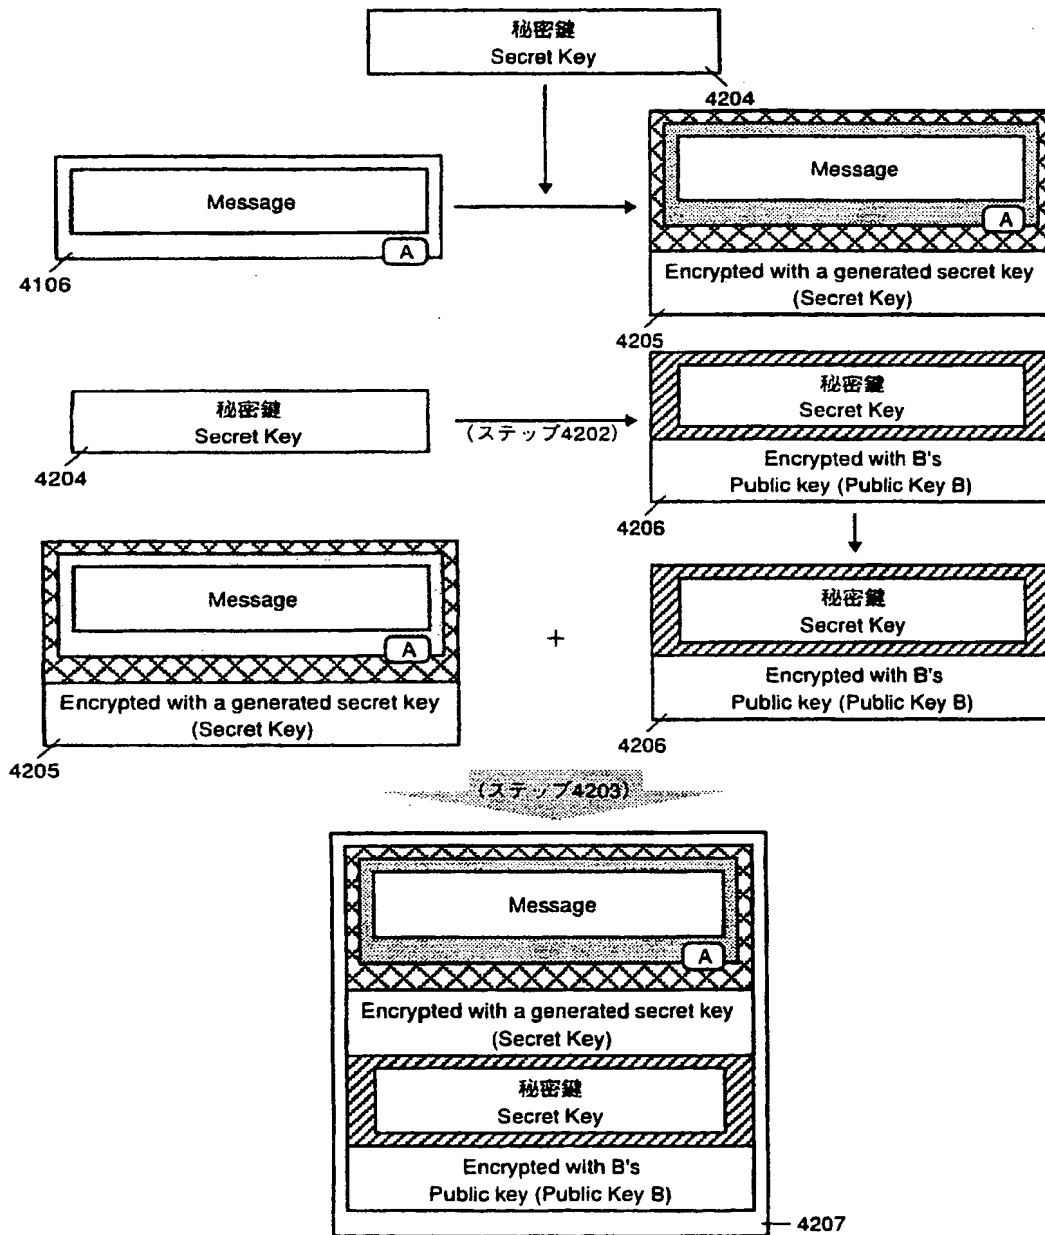 秘密鍵
Secret Key
4204
Message
A
4106
Message
A
Encrypted with a generated secret key
(Secret Key)
4205
秘密鍵
Secret Key
4204
(ステップ4202)
秘密鍵
Secret Key
Encrypted with B's
Public key (Public Key B)
4206
Message
A
Encrypted with a generated secret key
(Secret Key)
4205
+
秘密鍵
Secret Key
Encrypted with B's
Public key (Public Key B)
4206
(ステップ4203)
Message
A
Encrypted with a generated secret key
(Secret Key)
秘密鍵
Secret Key
Encrypted with B's
Public key (Public Key B)
4207